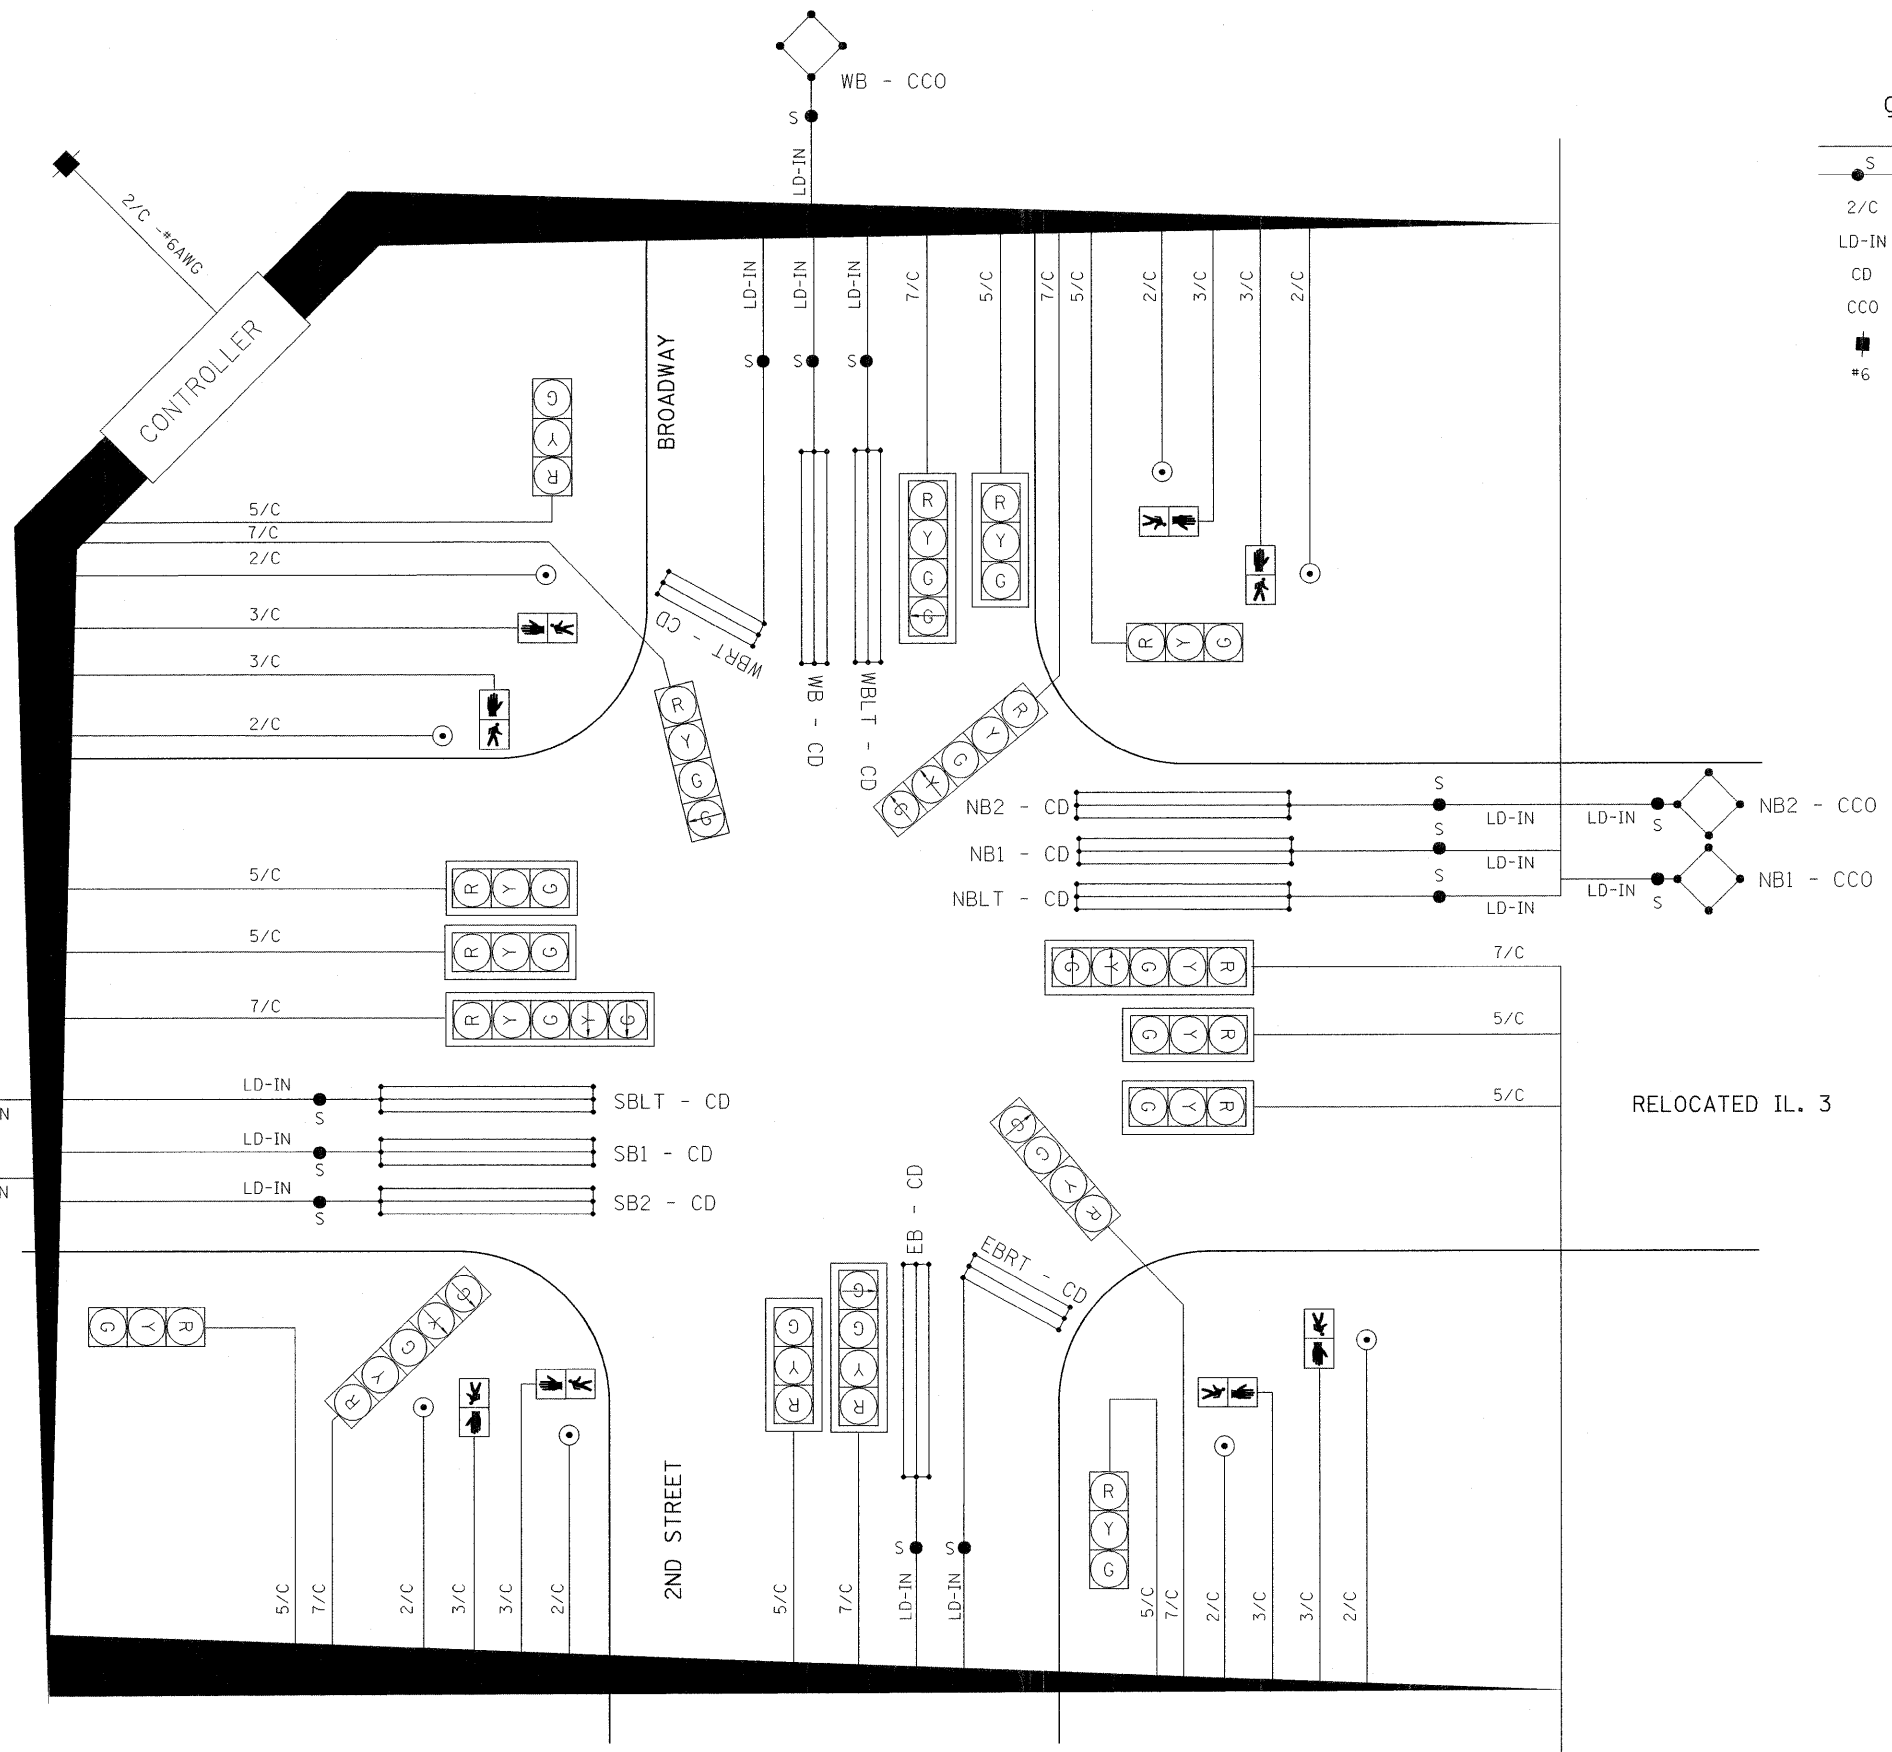 WB - CCO
S
LD-IN
2/C -#6AWG
CONTROLLER
S
2/C
LD-IN
CD
CCO
#6
LD-IN
LD-IN
LD-IN
7/C
5/C
7/C
5/C
2/C
3/C
3/C
2/C
BROADWAY
S
S
S
G
Y
R
5/C
7/C
2/C
3/C
3/C
2/C
R
Y
G
G
R
Y
G
R Y G
WBRT - CD
WB - CD
WBLT - CD
R
Y
G
G
R Y G Y G
NB2 - CD
S
LD-IN
LD-IN
S
NB2 - CCO
NB1 - CD
S
LD-IN
NBLT - CD
S
LD-IN
LD-IN
S
NB1 - CCO
5/C
R Y G
5/C
R Y G
7/C
R Y G Y G
G Y G Y R
7/C
G Y R
5/C
G Y R
5/C
RELOCATED IL. 3
LD-IN
S
SBLT - CD
LD-IN
S
SB1 - CD
LD-IN
S
SB2 - CD
N
N
G
G
Y
R
EB - CD
EBRT - CD
G Y R
R Y G Y G
G
Y
R
G
G
Y
R
R
Y
G
2ND STREET
S
S
5/C
7/C
2/C
3/C
3/C
2/C
5/C
7/C
LD-IN
LD-IN
5/C
7/C
2/C
3/C
3/C
2/C